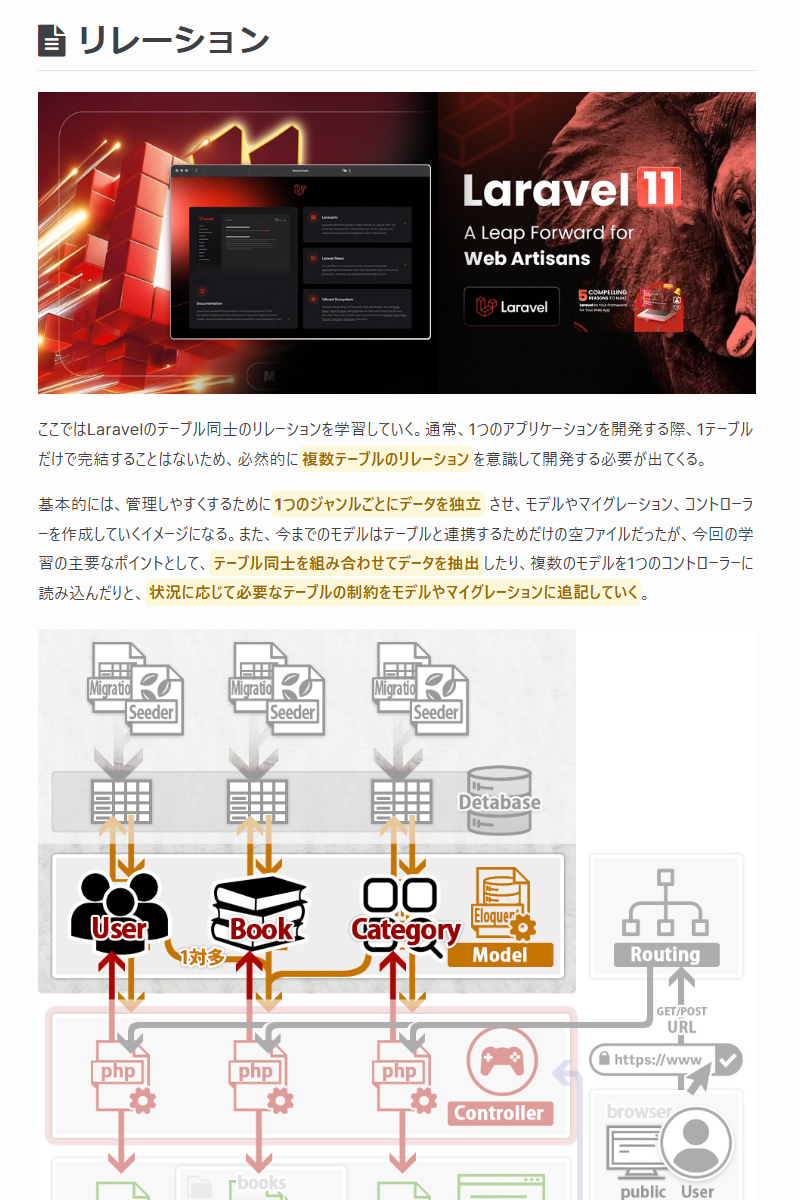 リレーション
Laravel 11
A Leap Forward for
Web Artisans
Laravel
5 COMPELLING
REASONS TO MAKE
Documentation
Laracasts
Laravel News
Vibrant Ecosystem
ここではLaravelのテーブル同士のリレーションを学習していく。通常、1つのアプリケーションを開発する際、1テーブル
だけで完結することはないため、必然的に 複数テーブルのリレーション を意識して開発する必要が出てくる。
基本的には、管理しやすくするために 1つのジャンルごとにデータを独立 させ、モデルやマイグレーション、コントローラ
ーを作成していくイメージになる。また、今までのモデルはテーブルと連携するためだけの空ファイルだったが、今回の学
習の主要なポイントとして、 テーブル同士を組み合わせてデータを抽出 したり、複数のモデルを1つのコントローラーに
読み込んだりと、 状況に応じて必要なテーブルの制約をモデルやマイグレーションに追記していく 。
Migratio
Seeder
Migratio
Seeder
Migratio
Seeder
Detabase
User
Book
Category
Eloquen
Model
1対多
Routing
GET/POST
URL
https://www
php
php
php
Controller
browser
public
User
books